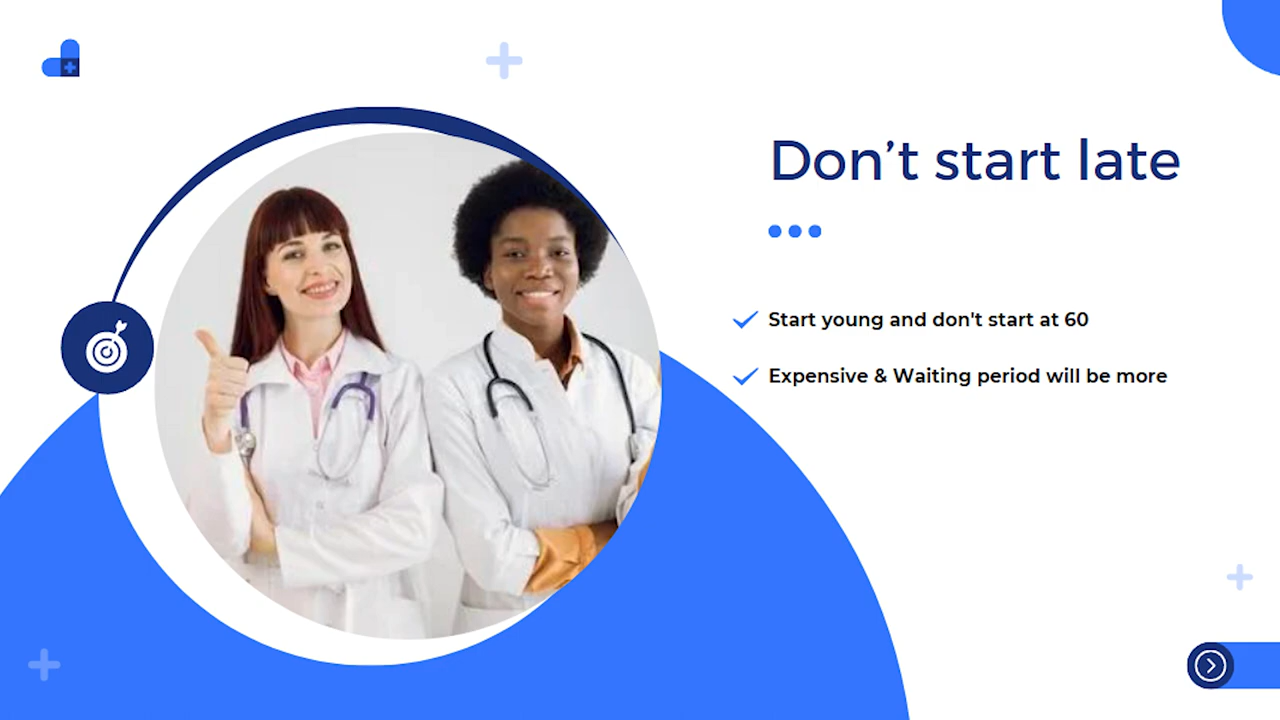 Don’t start late
Start young and don't start at 60
Expensive & Waiting period will be more